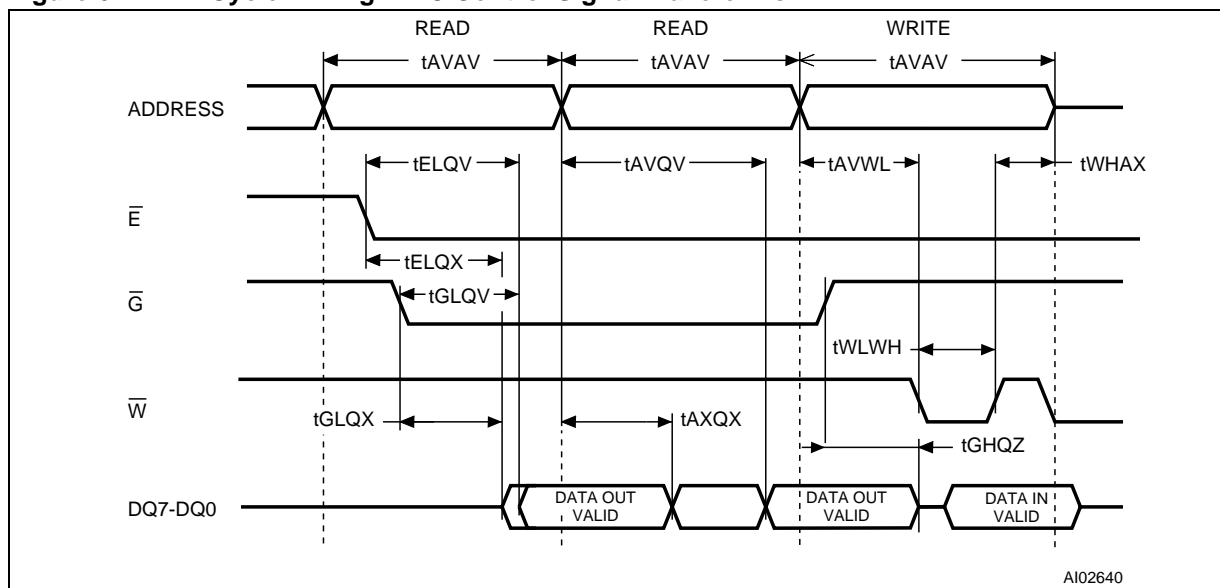 READ READ WRITE
tAVAV tAVAV tAVAV
ADDRESS
tELQV tAVQV tAVWL tWHAX
E
tELQX
G
tGLQV
tWLWH
W
tGLQX tAXQX
tGHQZ
DQ7-DQ0
DATA OUT VALID
DATA OUT VALID
DATA IN VALID
AI02640